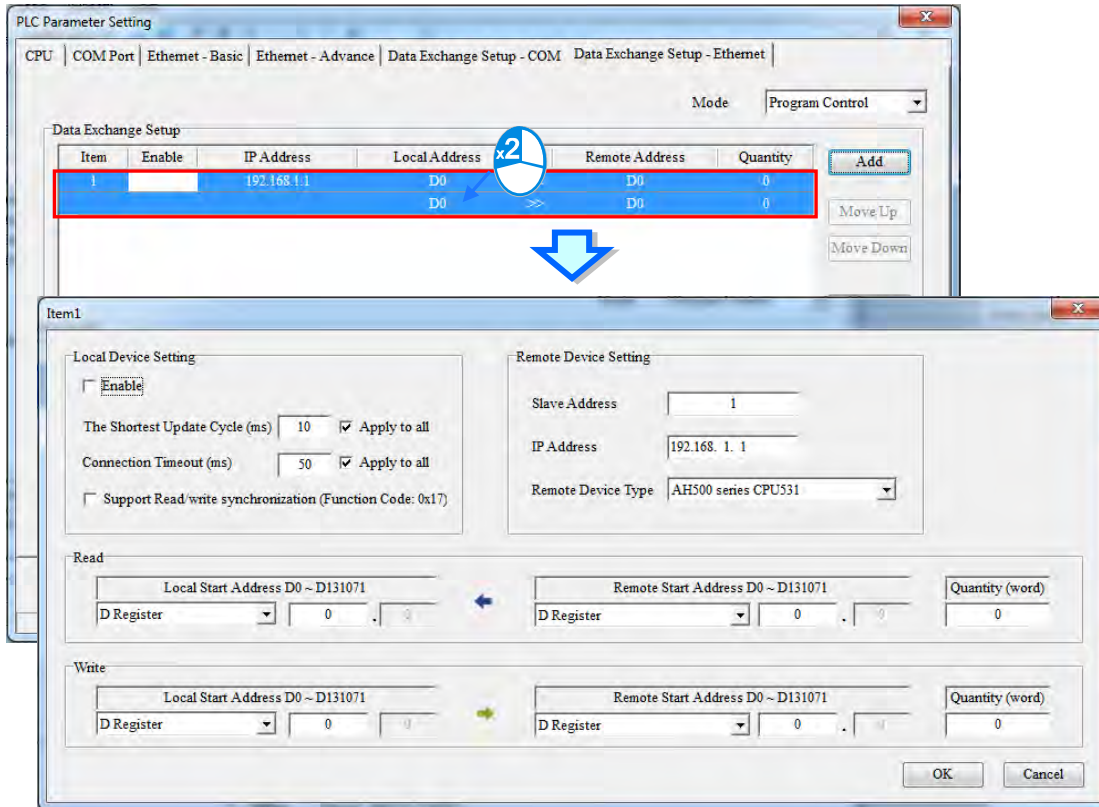 PLC Parameter Setting
CPU COM Port Ethernet - Basic Ethernet - Advance Data Exchange Setup - COM Data Exchange Setup - Ethernet
Mode Program Control
Data Exchange Setup
Item Enable IP Address Local Address Remote Address Quantity
x2
Add
1 192.168.1.1 D0 D0 0
D0 >> D0 0
Move Up
Move Down
Item1
Local Device Setting
Enable
The Shortest Update Cycle (ms) 10 Apply to all
Connection Timeout (ms) 50 Apply to all
Support Read/write synchronization (Function Code: 0x17)
Remote Device Setting
Slave Address 1
IP Address 192.168. 1. 1
Remote Device Type AH500 series CPU531
Read
Local Start Address D0 ~ D131071 Remote Start Address D0 ~ D131071 Quantity (word)
D Register 0 . 0 D Register 0 . 0 0
Write
Local Start Address D0 ~ D131071 Remote Start Address D0 ~ D131071 Quantity (word)
D Register 0 0 D Register 0 . 0 0
OK Cancel